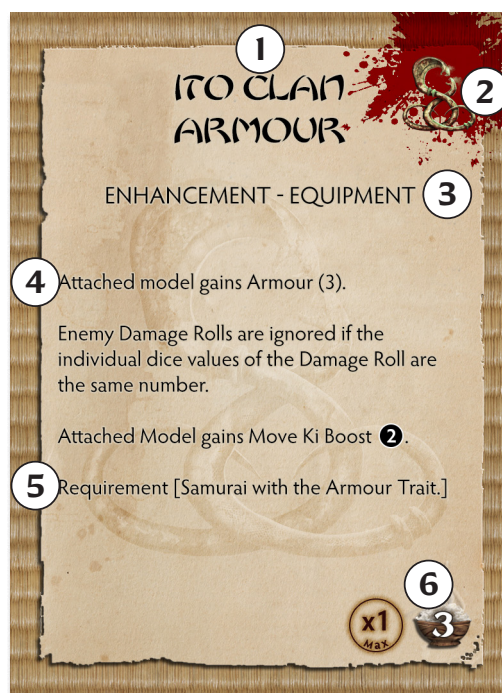 1
ITO CLAN
ARMOUR
2
ENHANCEMENT - EQUIPMENT 3
4 Attached model gains Armour (3).
Enemy Damage Rolls are ignored if the
individual dice values of the Damage Roll are
the same number.
Attached Model gains Move Ki Boost 2.
5 Requirement [Samurai with the Armour Trait.]
6
x1
Max
3